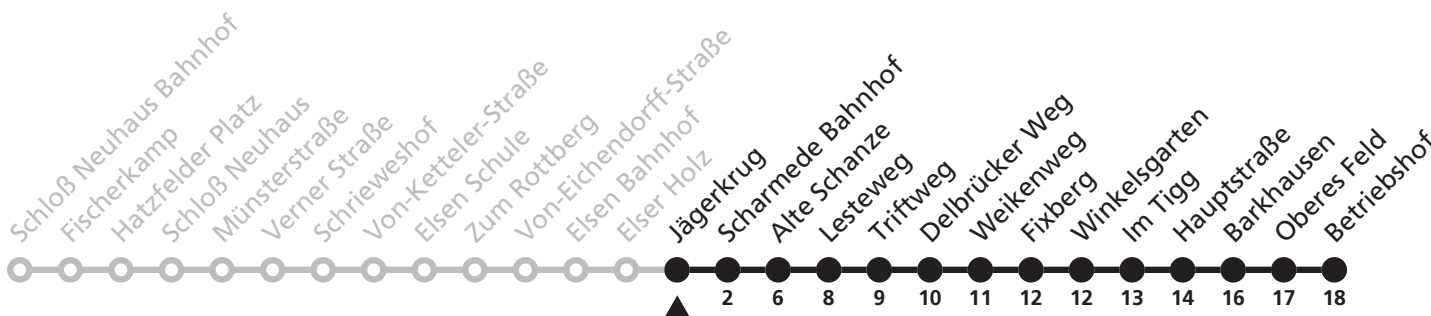 Schloß Neuhaus Bahnhof
Fischerkamp
Hatzfelder Platz
Schloß Neuhaus
Münsterstraße
Verner Straße
Schrieweshof
Von-Ketteler-Straße
Elsen Schule
Zum Rottberg
Von-Eichendorff-Straße
Elsen Bahnhof
Elser Holz
Jägerkrug
Scharmede Bahnhof
Alte Schanze
Lesteweg
Triftweg
Delbrücker Weg
Weikenweg
Fixberg
Winkelsgarten
Im Tigg
Hauptstraße
Barkhausen
Oberes Feld
Betriebshof
2 6 8 9 10 11 12 12 13 14 16 17 18